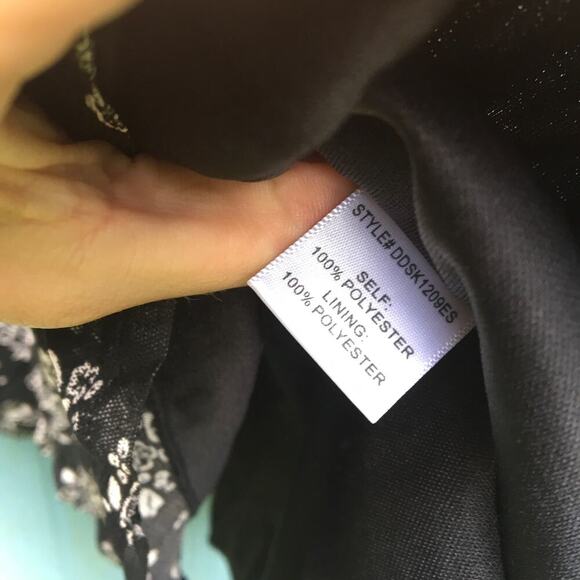 STYLE# DDSK1209ES
SELF:
100% POLYESTER
LINING:
100% POLYESTER